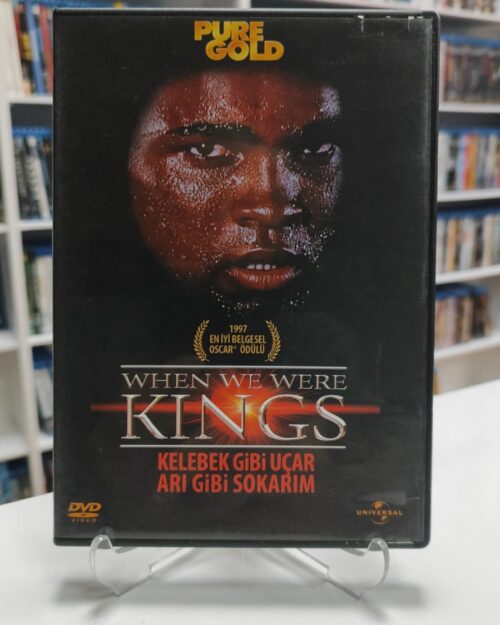 PURE
GOLD
1997
EN İYİ BELGESEL
OSCAR® ÖDÜLÜ
WHEN WE WERE
KINGS
KELEBEK GİBİ UÇAR
ARI GİBİ SOKARIM
DVD
VIDEO
UNIVERSAL